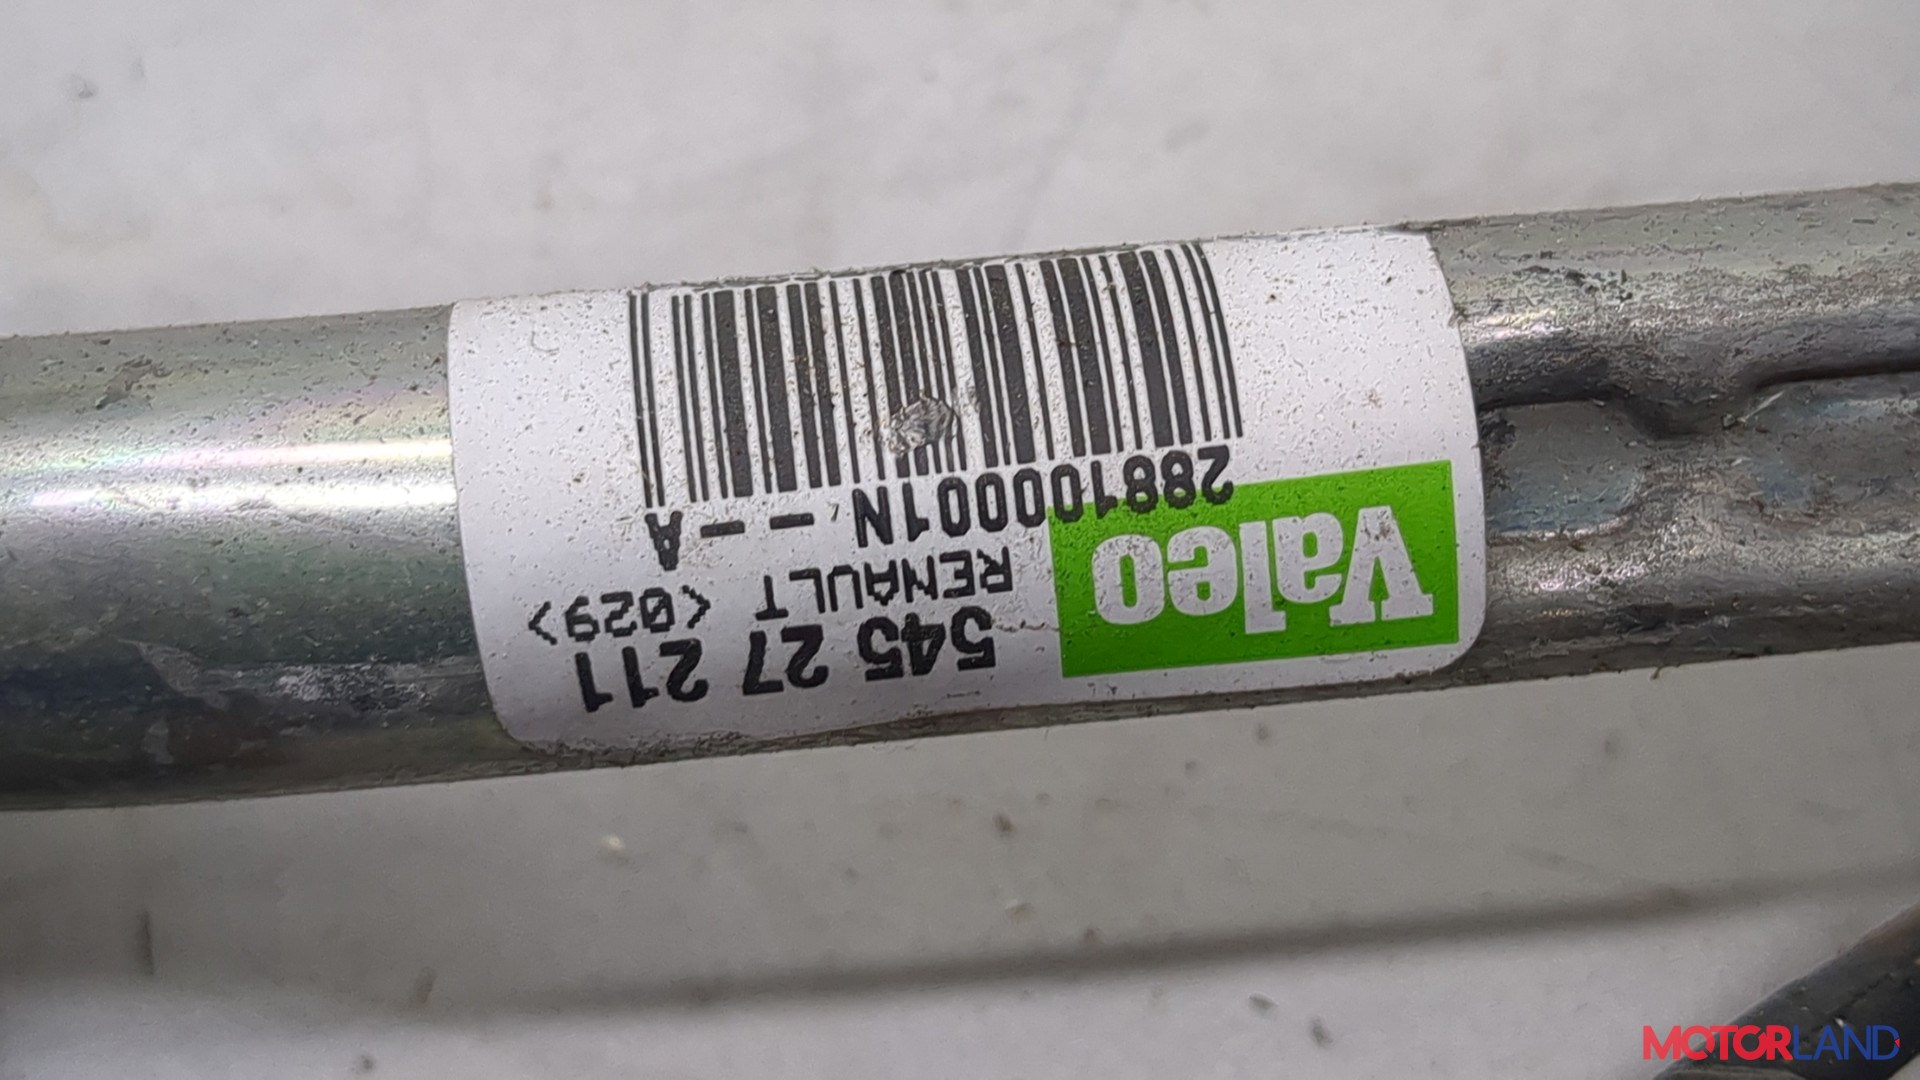 Valeo
545 27 211
RENAULT <029>
288100001N--A
MOTORLAND